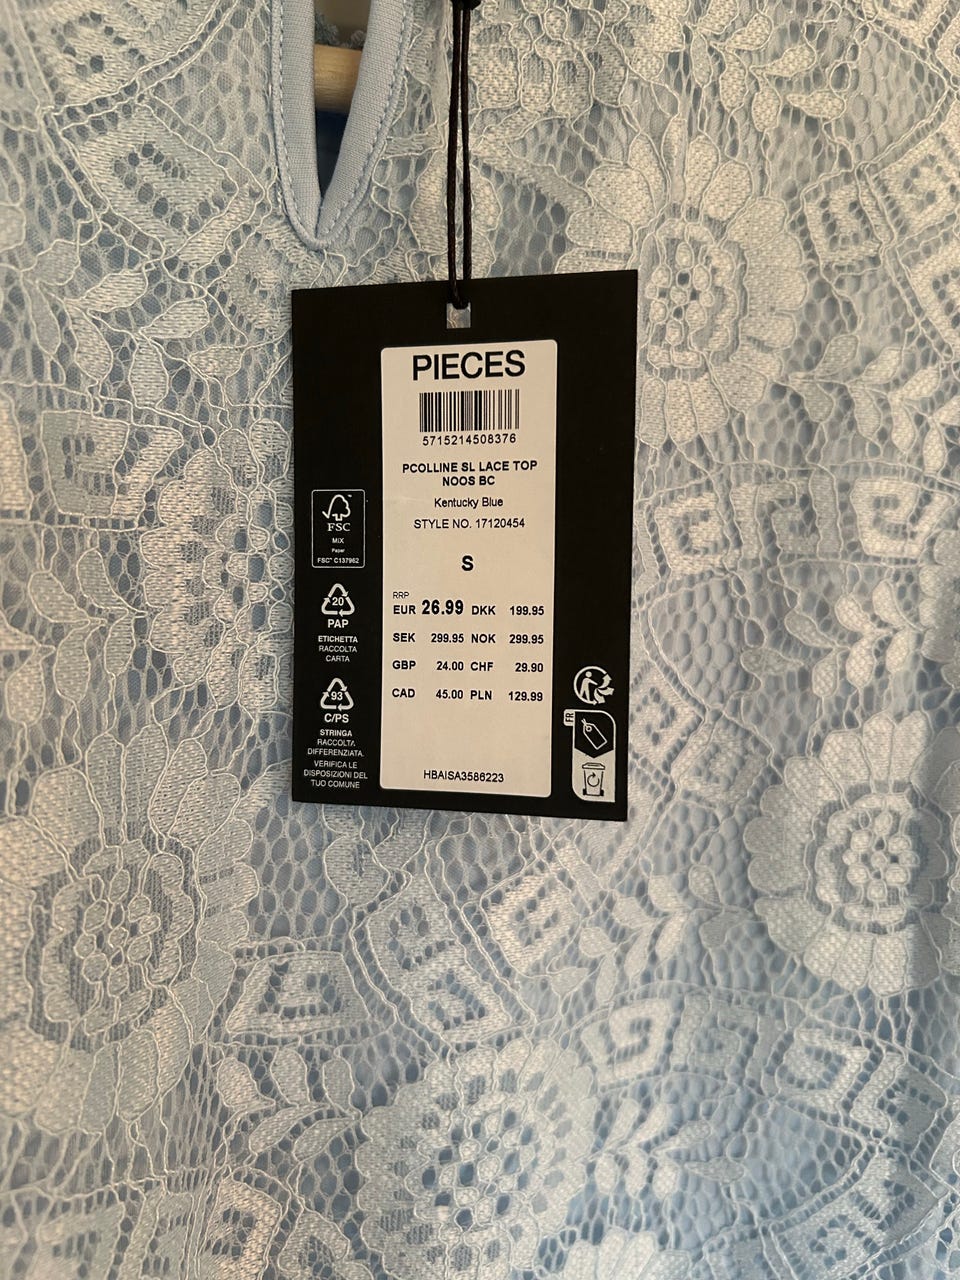 PIECES
5715214508376
PCOLLINE SL LACE TOP
NOOS BC
Kentucky Blue
STYLE NO. 17120454
S
RRP
EUR 26.99 DKK 199.95
SEK 299.95 NOK 299.95
GBP 24.00 CHF 29.90
CAD 45.00 PLN 129.99
HBAISA3586223
FSC™
MIX
Paper
FSC™ C137962
20
PAP
ETICHETTA
RACCOLTA
CARTA
93
C/PS
STRINGA
RACCOLTA
DIFFERENZIATA.
VERIFICA LE
DISPOSIZIONI DEL
TUO COMUNE
FR